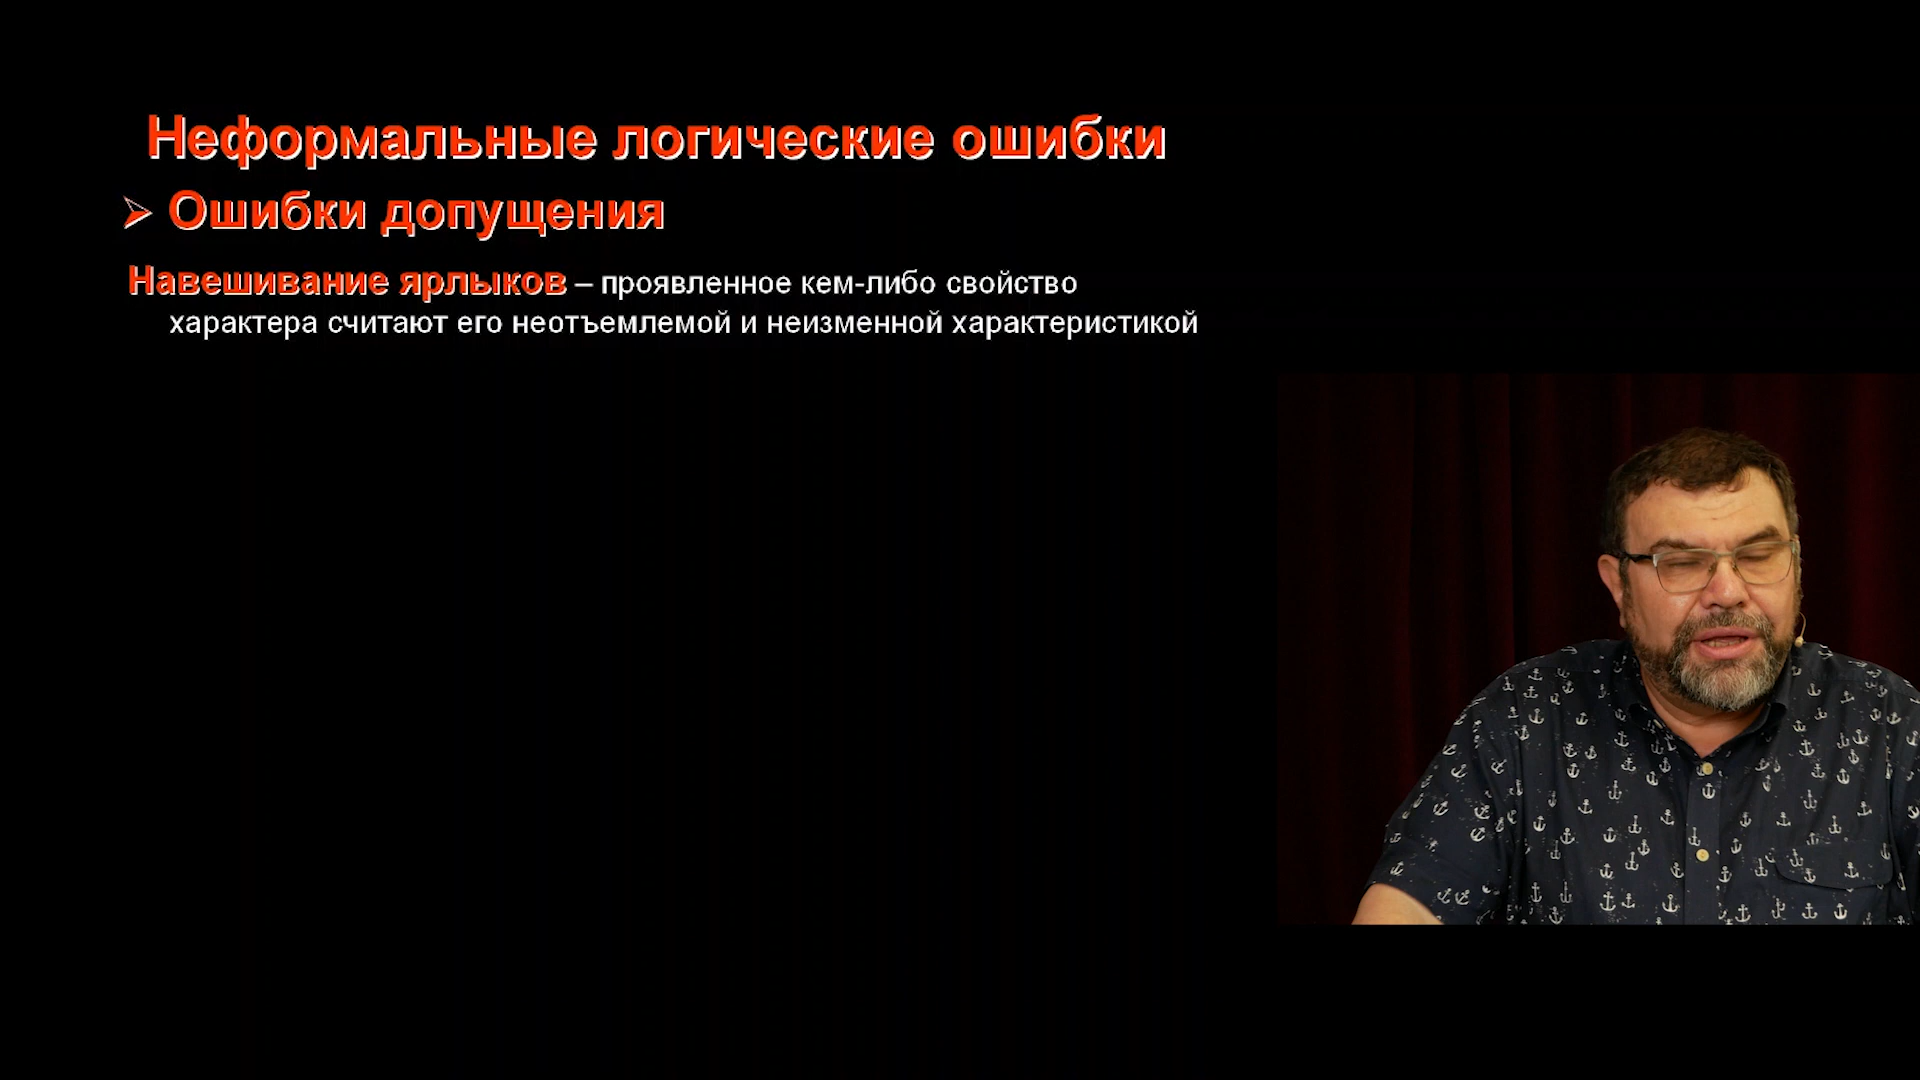 Неформальные логические ошибки
➢ Ошибки допущения
Навешивание ярлыков – проявленное кем-либо свойство
характера считают его неотъемлемой и неизменной характеристикой